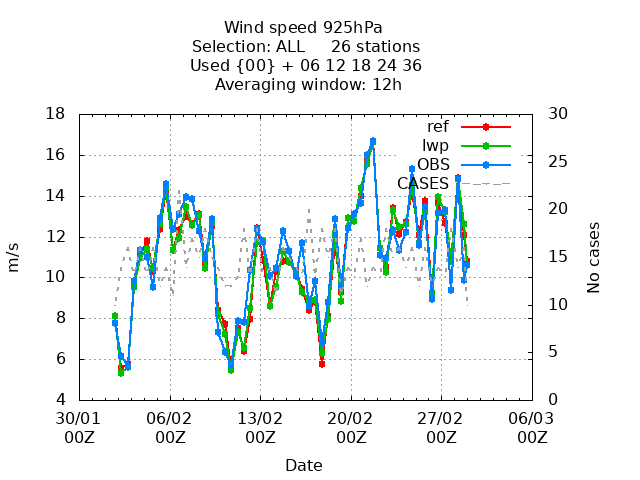 Wind speed 925hPa
Selection: ALL 26 stations
Used {00} + 06 12 18 24 36
Averaging window: 12h
18
16
14
12
10
8
6
4
m/s
30
25
20
15
10
5
0
No cases
ref
lwp
OBS
CASES
30/01 06/02 13/02 20/02 27/02 06/03
00Z 00Z 00Z 00Z 00Z 00Z
Date